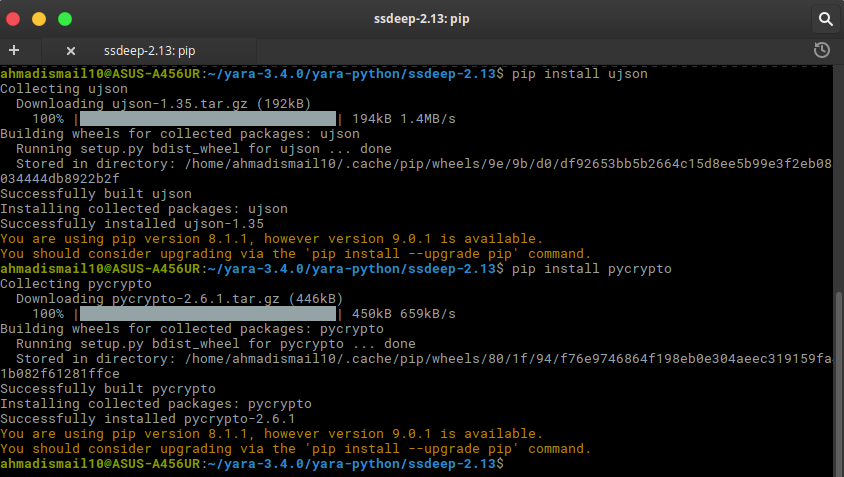 ssdeep-2.13: pip
ssdeep-2.13: pip
ahmadismail10@ASUS-A456UR:~/yara-3.4.0/yara-python/ssdeep-2.13$ pip install ujson
Collecting ujson
  Downloading ujson-1.35.tar.gz (192kB)
    100% |████████████████████████████████| 194kB 1.4MB/s
Building wheels for collected packages: ujson
  Running setup.py bdist_wheel for ujson ... done
  Stored in directory: /home/ahmadismail10/.cache/pip/wheels/9e/9b/d0/df92653bb5b2664c15d8ee5b99e3f2eb08
034444db8922b2f
Successfully built ujson
Installing collected packages: ujson
Successfully installed ujson-1.35
You are using pip version 8.1.1, however version 9.0.1 is available.
You should consider upgrading via the 'pip install --upgrade pip' command.
ahmadismail10@ASUS-A456UR:~/yara-3.4.0/yara-python/ssdeep-2.13$ pip install pycrypto
Collecting pycrypto
  Downloading pycrypto-2.6.1.tar.gz (446kB)
    100% |████████████████████████████████| 450kB 659kB/s
Building wheels for collected packages: pycrypto
  Running setup.py bdist_wheel for pycrypto ... done
  Stored in directory: /home/ahmadismail10/.cache/pip/wheels/80/1f/94/f76e9746864f198eb0e304aeec319159fa
1b082f61281ffce
Successfully built pycrypto
Installing collected packages: pycrypto
Successfully installed pycrypto-2.6.1
You are using pip version 8.1.1, however version 9.0.1 is available.
You should consider upgrading via the 'pip install --upgrade pip' command.
ahmadismail10@ASUS-A456UR:~/yara-3.4.0/yara-python/ssdeep-2.13$